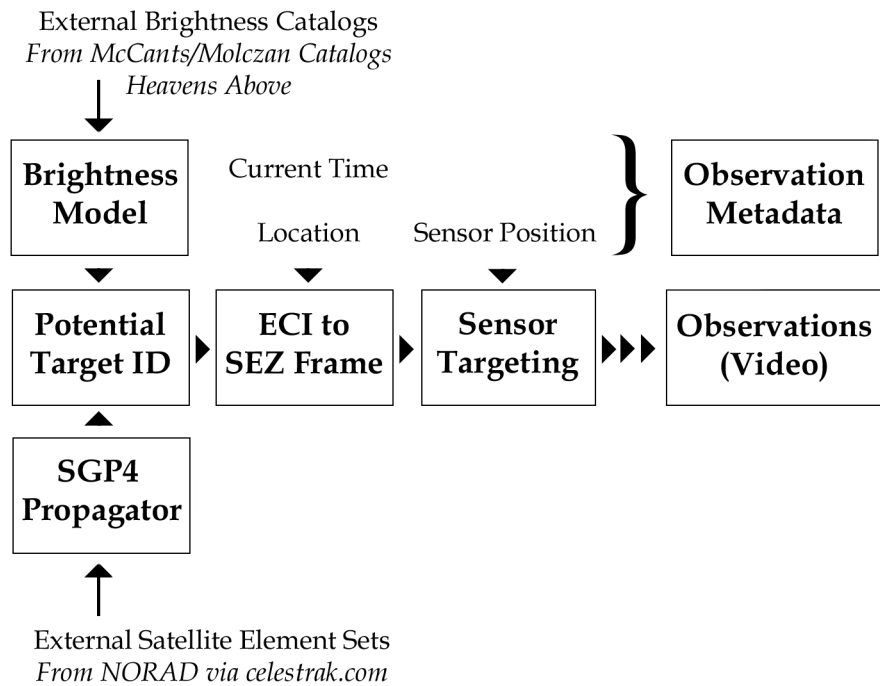 External Brightness Catalogs
From McCants/Molczan Catalogs
Heavens Above
Brightness
Model
Current Time
Location
Sensor Position
Observation
Metadata
Potential
Target ID
ECI to
SEZ Frame
Sensor
Targeting
Observations
(Video)
SGP4
Propagator
External Satellite Element Sets
From NORAD via celestrak.com